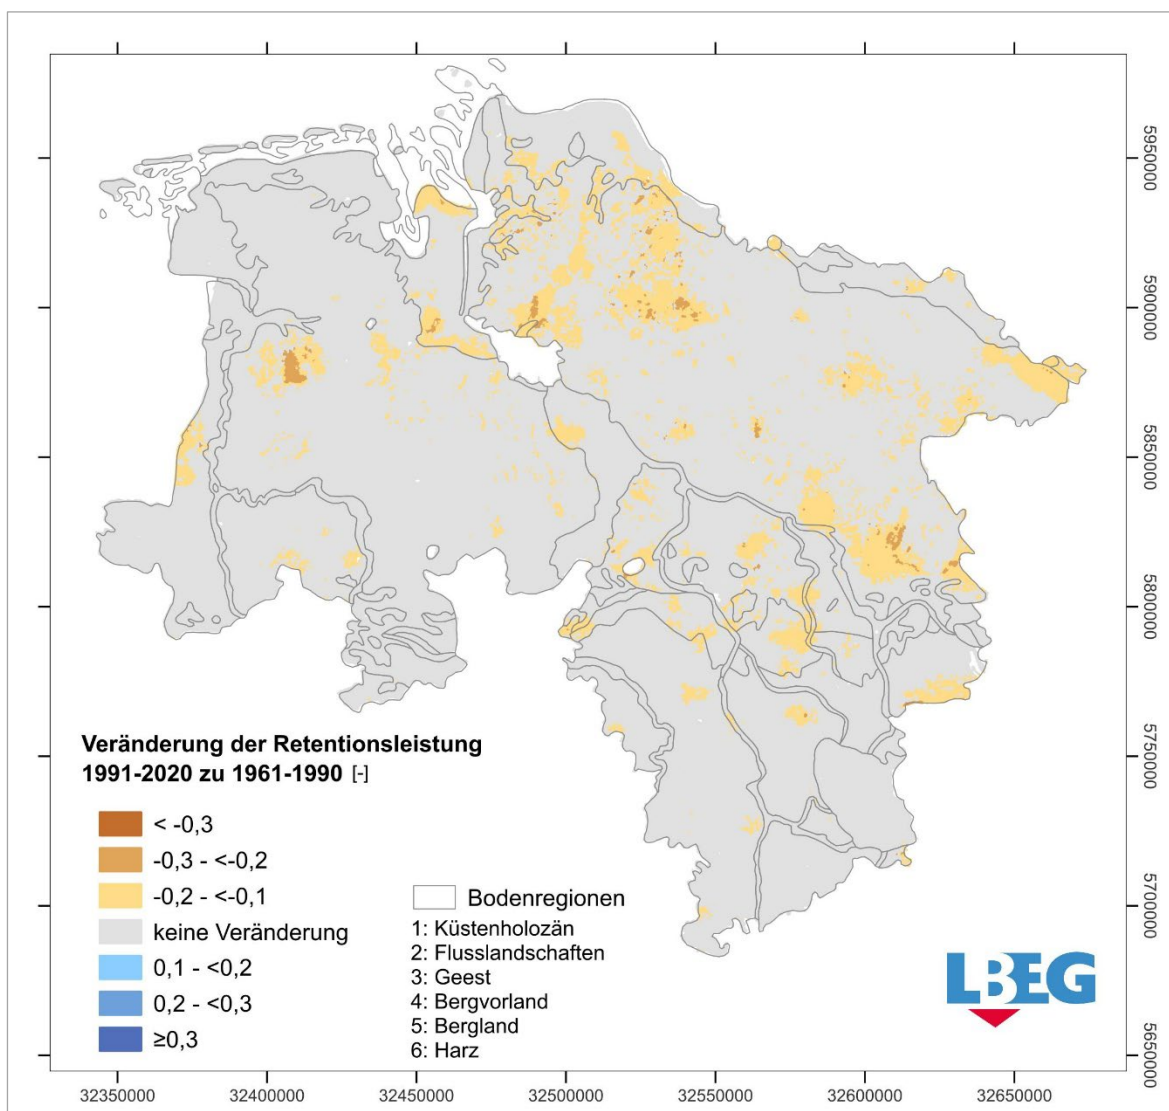 5950000
5900000
5850000
5800000
5750000
5700000
5650000
Veränderung der Retentionsleistung
1991-2020 zu 1961-1990 [-]
< -0,3
-0,3 - <-0,2
-0,2 - <-0,1
keine Veränderung
0,1 - <0,2
0,2 - <0,3
≥0,3
Bodenregionen
1: Küstenholozän
2: Flusslandschaften
3: Geest
4: Bergvorland
5: Bergland
6: Harz
LBEG
32350000 32400000 32450000 32500000 32550000 32600000 32650000